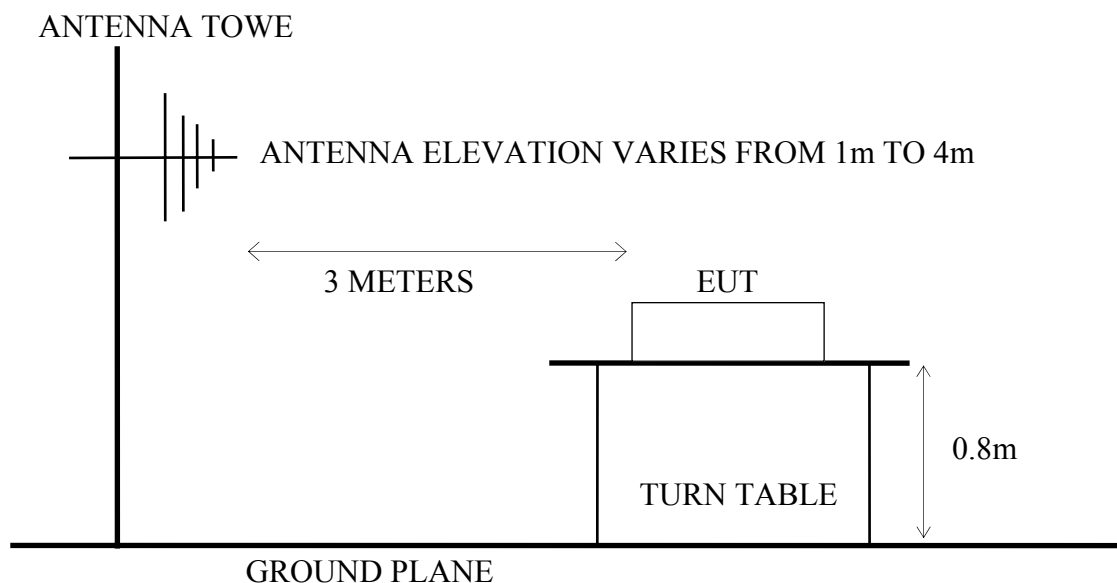 ANTENNA TOWE
ANTENNA ELEVATION VARIES FROM 1m TO 4m
3 METERS
EUT
0.8m
TURN TABLE
GROUND PLANE